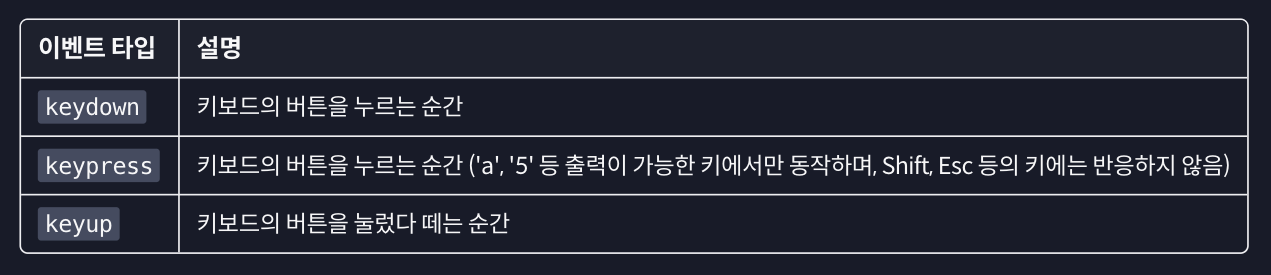 이벤트 타입 설명
keydown 키보드의 버튼을 누르는 순간
keypress 키보드의 버튼을 누르는 순간 ('a', '5' 등 출력이 가능한 키에서만 동작하며, Shift, Esc 등의 키에는 반응하지 않음)
keyup 키보드의 버튼을 눌렀다 떼는 순간